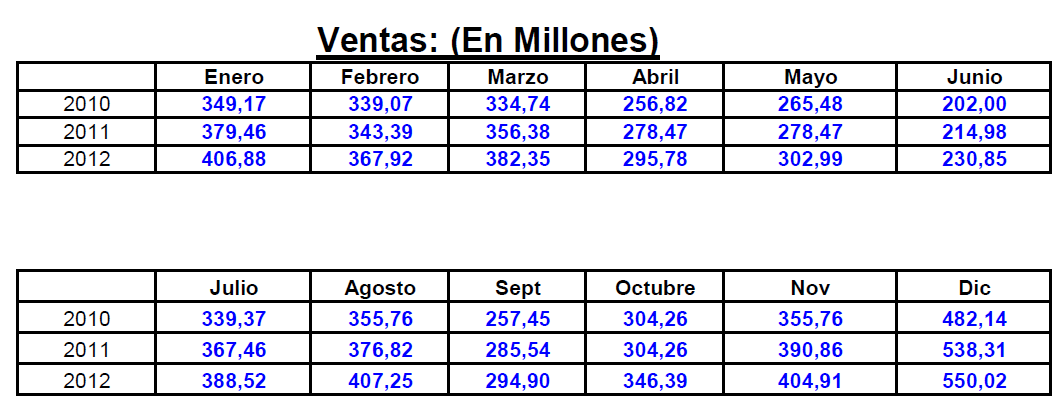 Ventas: (En Millones)
Enero Febrero Marzo Abril Mayo Junio
2010 349,17 339,07 334,74 256,82 265,48 202,00
2011 379,46 343,39 356,38 278,47 278,47 214,98
2012 406,88 367,92 382,35 295,78 302,99 230,85
Julio Agosto Sept Octubre Nov Dic
2010 339,37 355,76 257,45 304,26 355,76 482,14
2011 367,46 376,82 285,54 304,26 390,86 538,31
2012 388,52 407,25 294,90 346,39 404,91 550,02